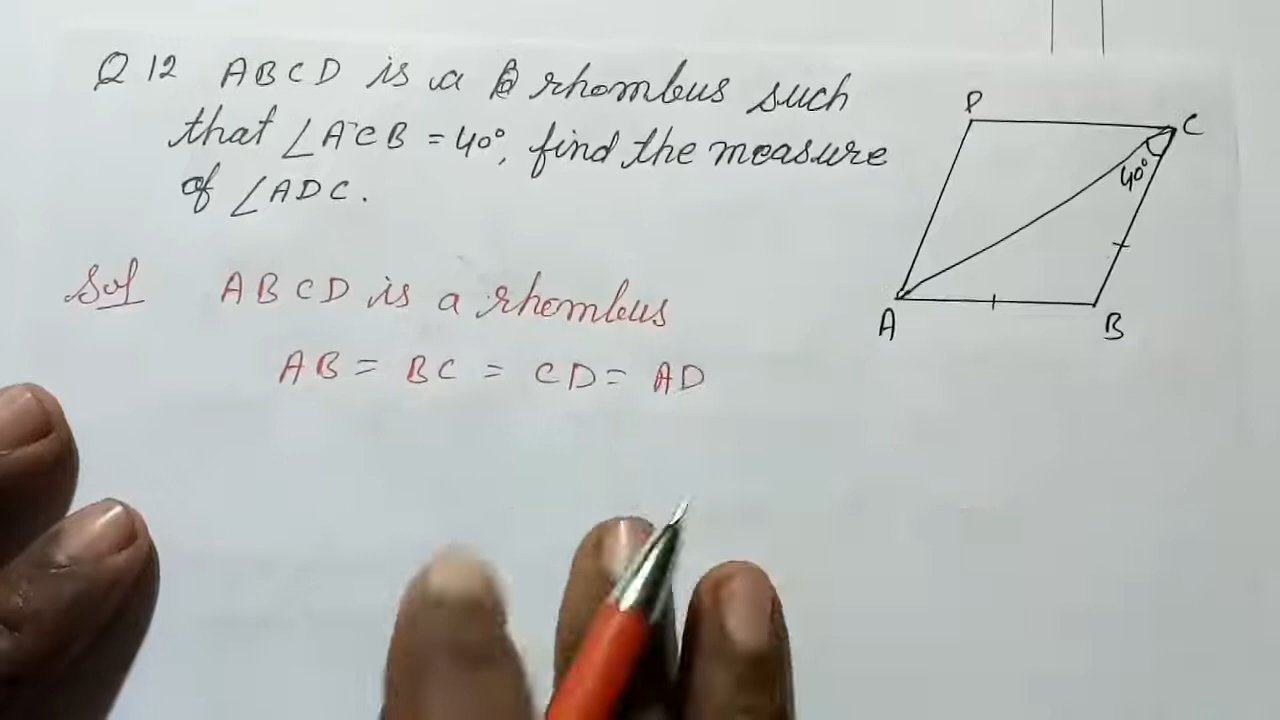 Q 12 ABCD is a rhombus such
that ∠ACB = 40°, find the measure
of ∠ADC.
Sol ABCD is a rhombus
AB = BC = CD = AD
D
C
40°
A
B